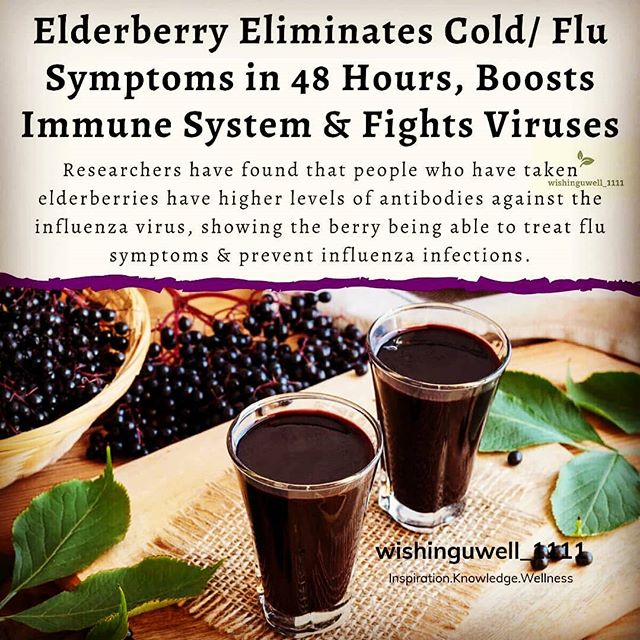 Elderberry Eliminates Cold/ Flu
Symptoms in 48 Hours, Boosts
Immune System & Fights Viruses
Researchers have found that people who have taken
elderberries have higher levels of antibodies against the
influenza virus, showing the berry being able to treat flu
symptoms & prevent influenza infections.
wishinguwell_1111
wishinguwell_1111
Inspiration.Knowledge.Wellness